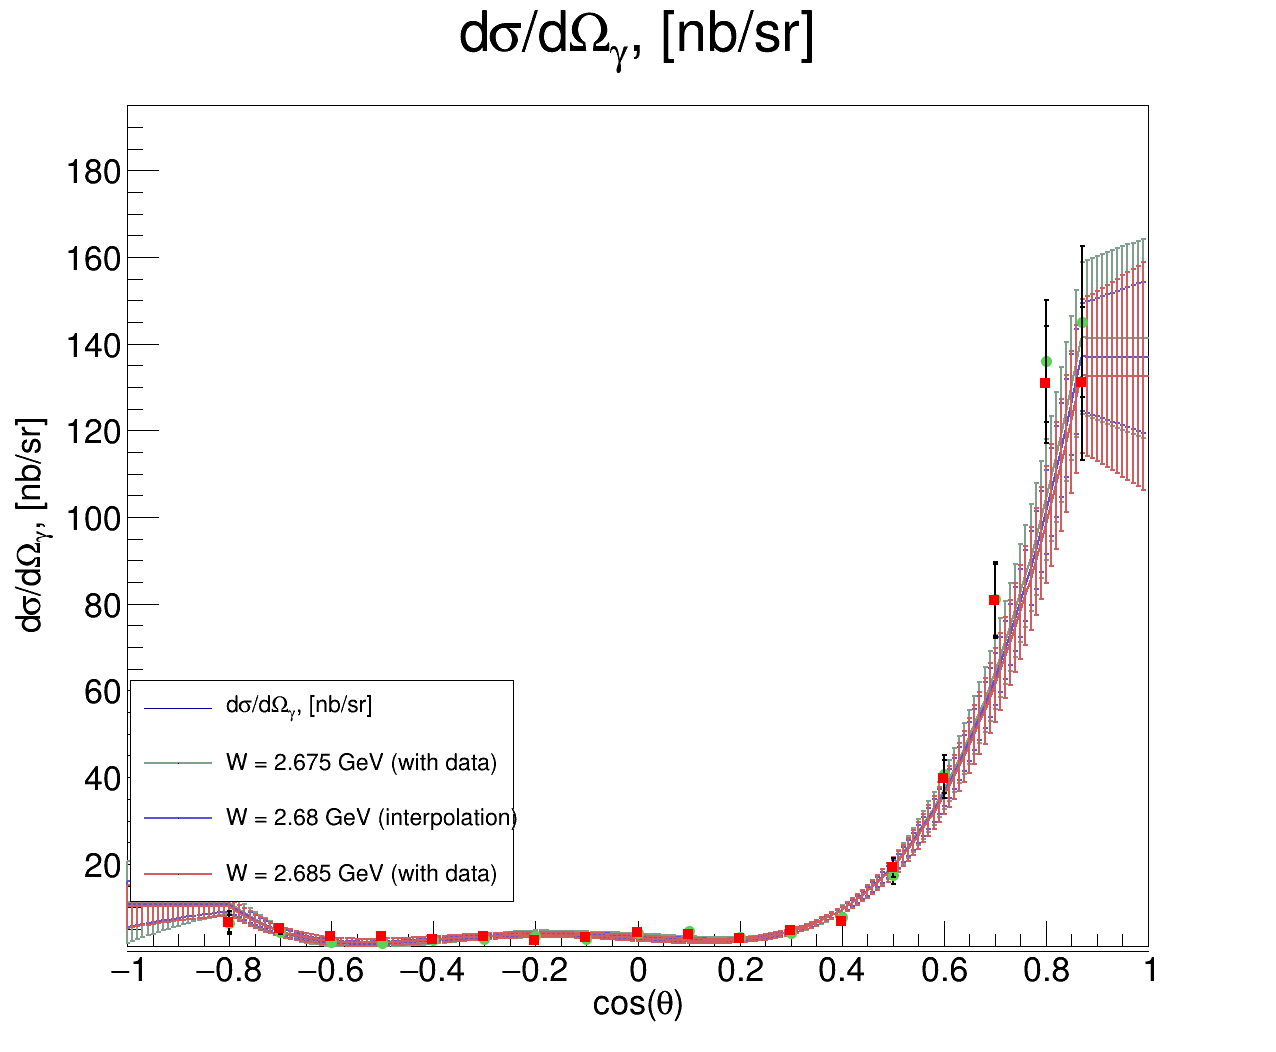 dσ/dΩγ, [nb/sr]
dσ/dΩγ, [nb/sr]
180
160
140
120
100
80
60
40
20
dσ/dΩγ, [nb/sr]
W = 2.675 GeV (with data)
W = 2.68 GeV (interpolation)
W = 2.685 GeV (with data)
−1 −0.8 −0.6 −0.4 −0.2 0 0.2 0.4 0.6 0.8 1
cos(θ)